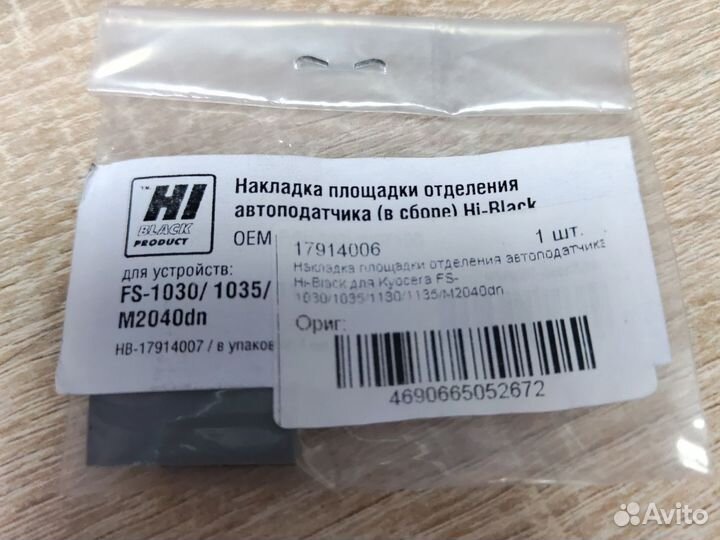 TM
HI
BLACK
PRODUCT
Накладка площадки отделения
автоподатчика (в сборе) Hi-Black
OEM
для устройств:
FS-1030/ 1035/
M2040dn
HB-17914007 / в упаков
17914006
1 шт.
Накладка площадки отделения автоподатчика
Hi-Black для Kyocera FS-
1030/1035/1130/1135/M2040dn
Ориг:
4690665052672
Avito